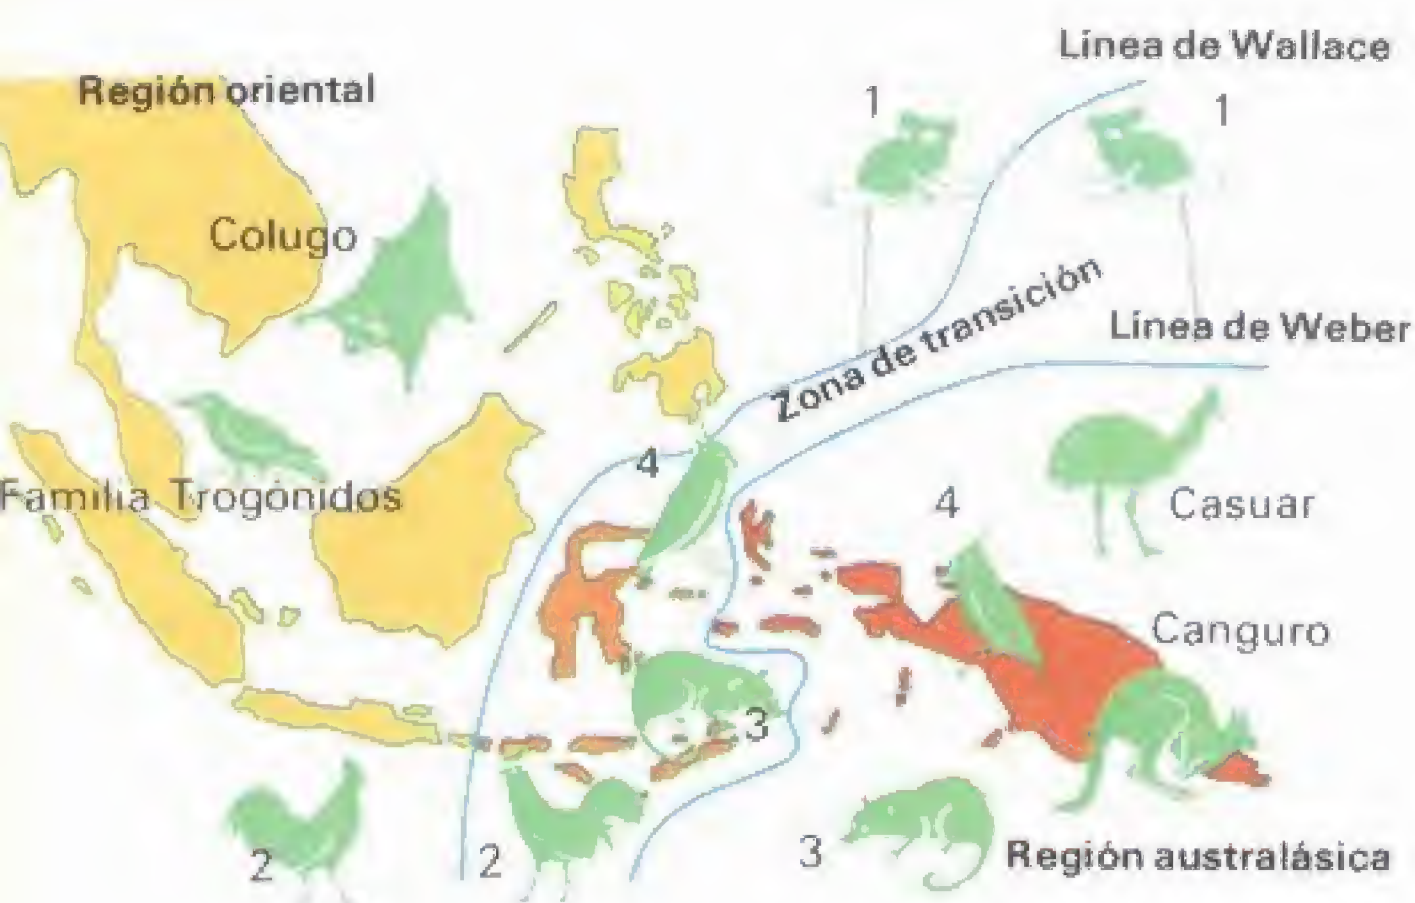 Línea de Wallace
Región oriental
1
1
Colugo
Zona de transición
Línea de Weber
4
Familia Trogónidos
4
Casuar
Canguro
3
2
2
3
Región australásica